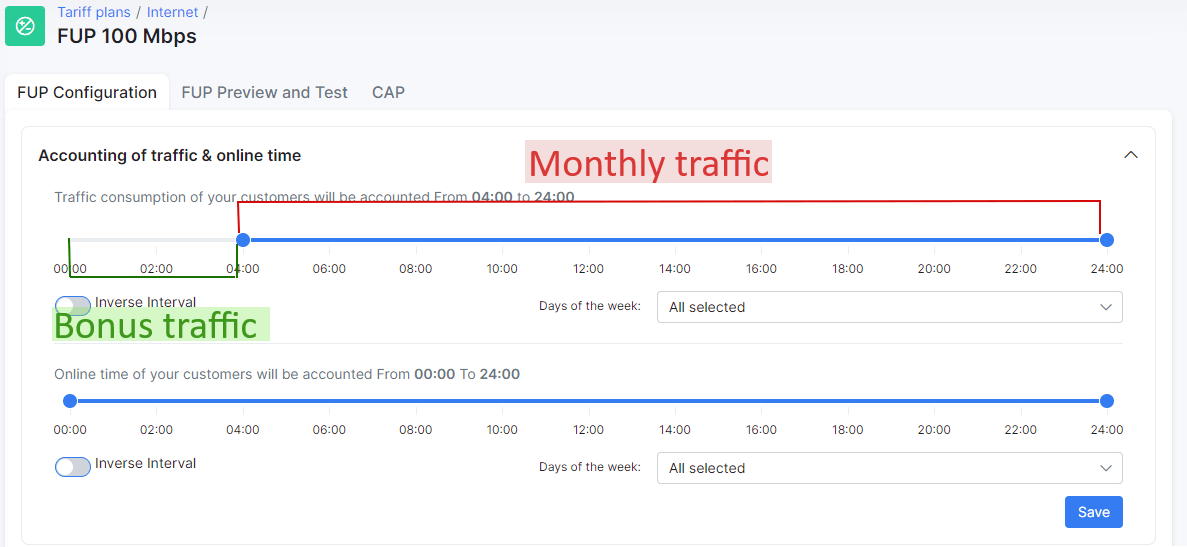 Tariff plans / Internet /
FUP 100 Mbps
FUP Configuration FUP Preview and Test CAP
Accounting of traffic & online time
Monthly traffic
Traffic consumption of your customers will be accounted From 04:00 to 24:00
00:00 02:00 04:00 06:00 08:00 10:00 12:00 14:00 16:00 18:00 20:00 22:00 24:00
Inverse Interval Days of the week: All selected
Bonus traffic
Online time of your customers will be accounted From 00:00 To 24:00
00:00 02:00 04:00 06:00 08:00 10:00 12:00 14:00 16:00 18:00 20:00 22:00 24:00
Inverse Interval Days of the week: All selected
Save